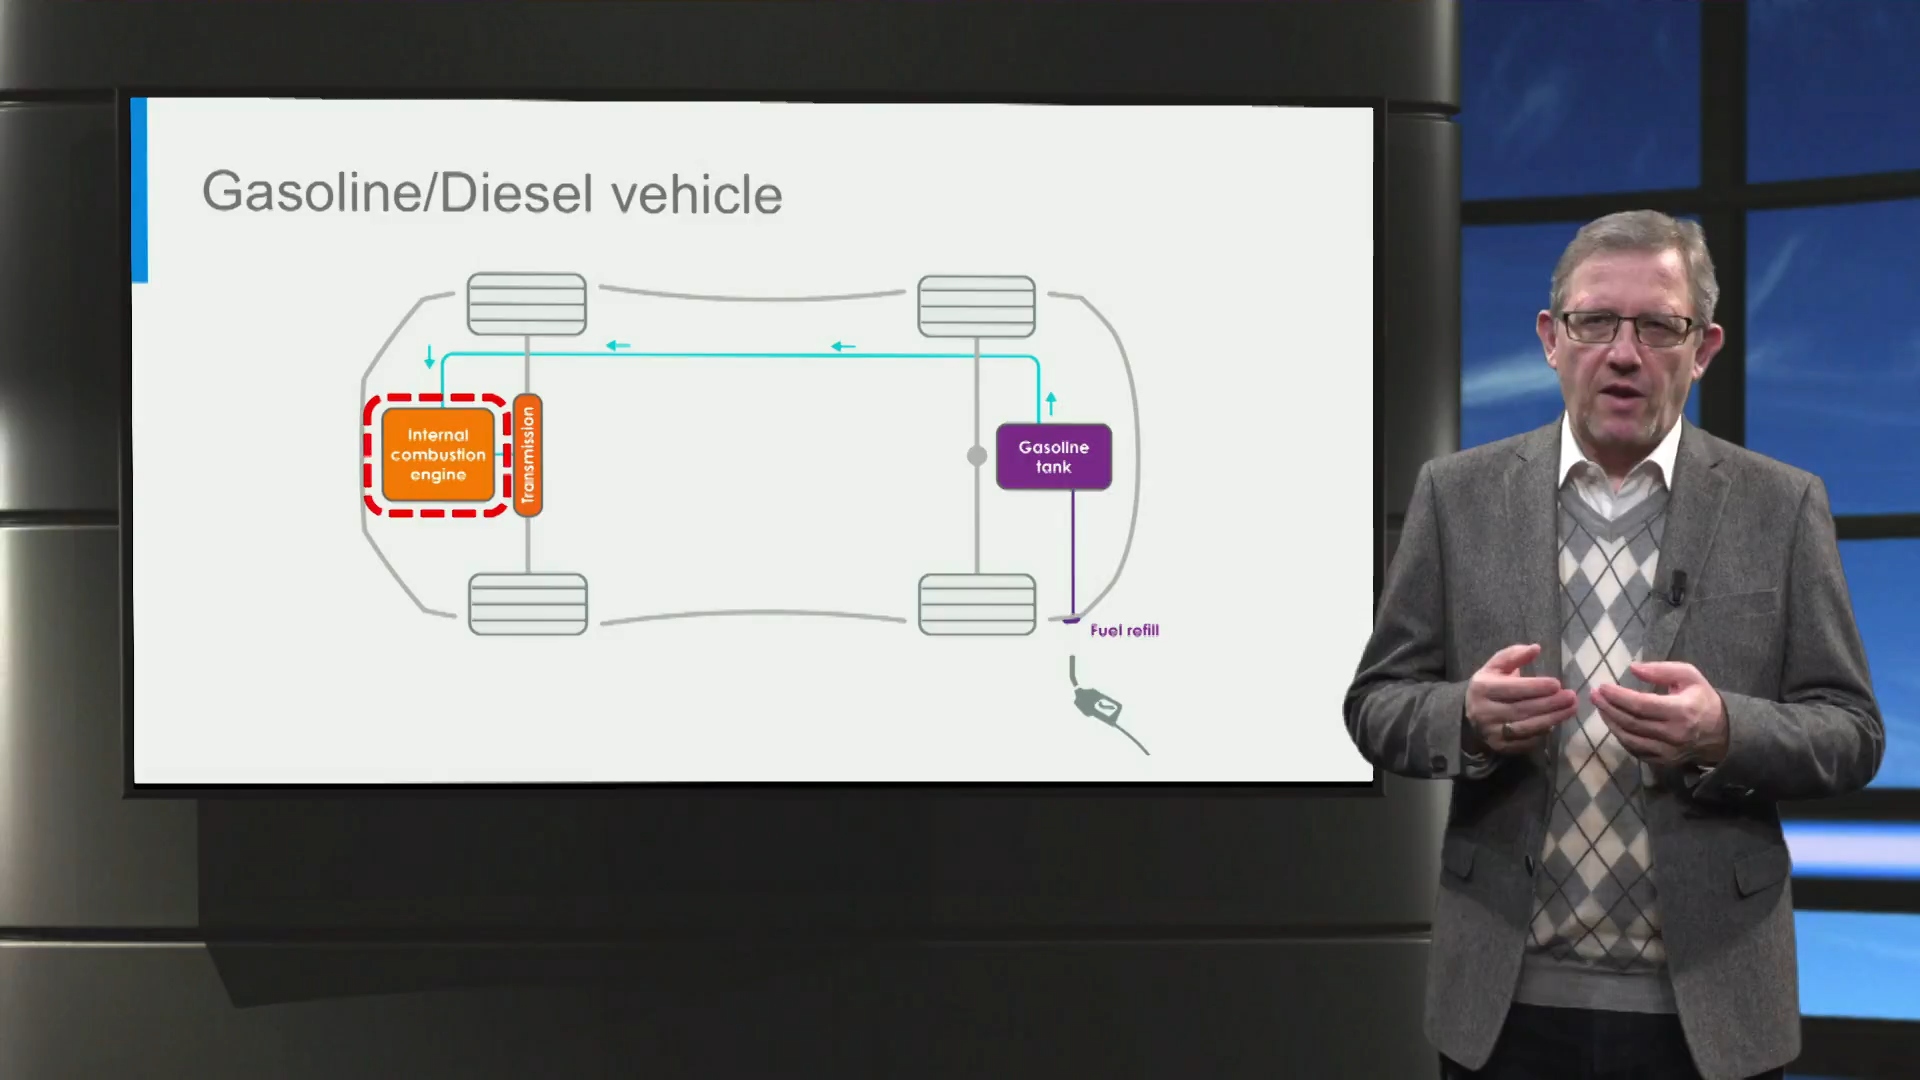 Gasoline/Diesel vehicle
Internal
combustion
engine
Transmission
Gasoline
tank
Fuel refill